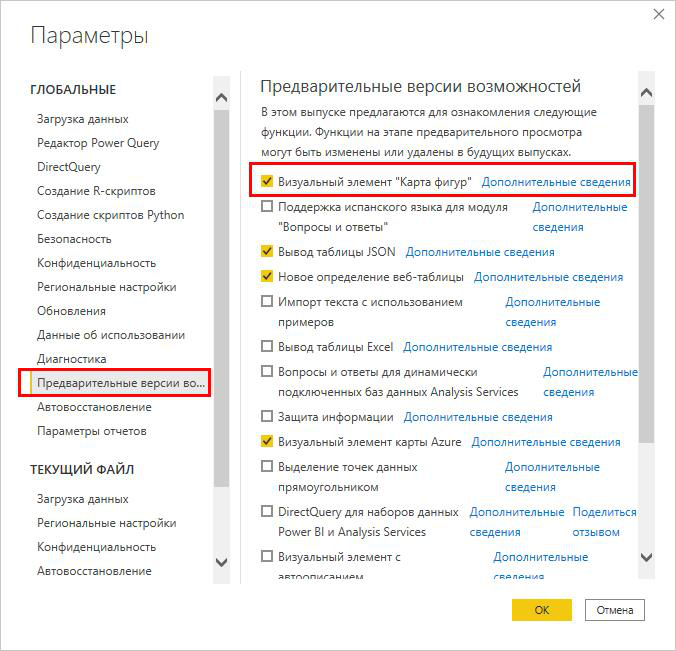 Параметры
ГЛОБАЛЬНЫЕ
Загрузка данных
Редактор Power Query
DirectQuery
Создание R-скриптов
Создание скриптов Python
Безопасность
Конфиденциальность
Региональные настройки
Обновления
Данные об использовании
Диагностика
Предварительные версии во...
Автовосстановление
Параметры отчетов
ТЕКУЩИЙ ФАЙЛ
Загрузка данных
Региональные настройки
Конфиденциальность
Автовосстановление
Предварительные версии возможностей
В этом выпуске предлагаются для ознакомления следующие
функции. Функции на этапе предварительного просмотра
могут быть изменены или удалены в будущих выпусках.
Визуальный элемент "Карта фигур" Дополнительные сведения
Поддержка испанского языка для модуля Дополнительные
"Вопросы и ответы" сведения
Вывод таблицы JSON Дополнительные сведения
Новое определение веб-таблицы Дополнительные сведения
Импорт текста с использованием Дополнительные
примеров сведения
Вывод таблицы Excel Дополнительные сведения
Вопросы и ответы для динамически Дополнительные
подключенных баз данных Analysis Services сведения
Защита информации Дополнительные сведения
Визуальный элемент карты Azure Дополнительные сведения
Выделение точек данных Дополнительные
прямоугольником сведения
DirectQuery для наборов данных Дополнительные Поделиться
Power BI и Analysis Services сведения отзывом
Визуальный элемент с Дополнительные
автоописанием сведения
ОК Отмена